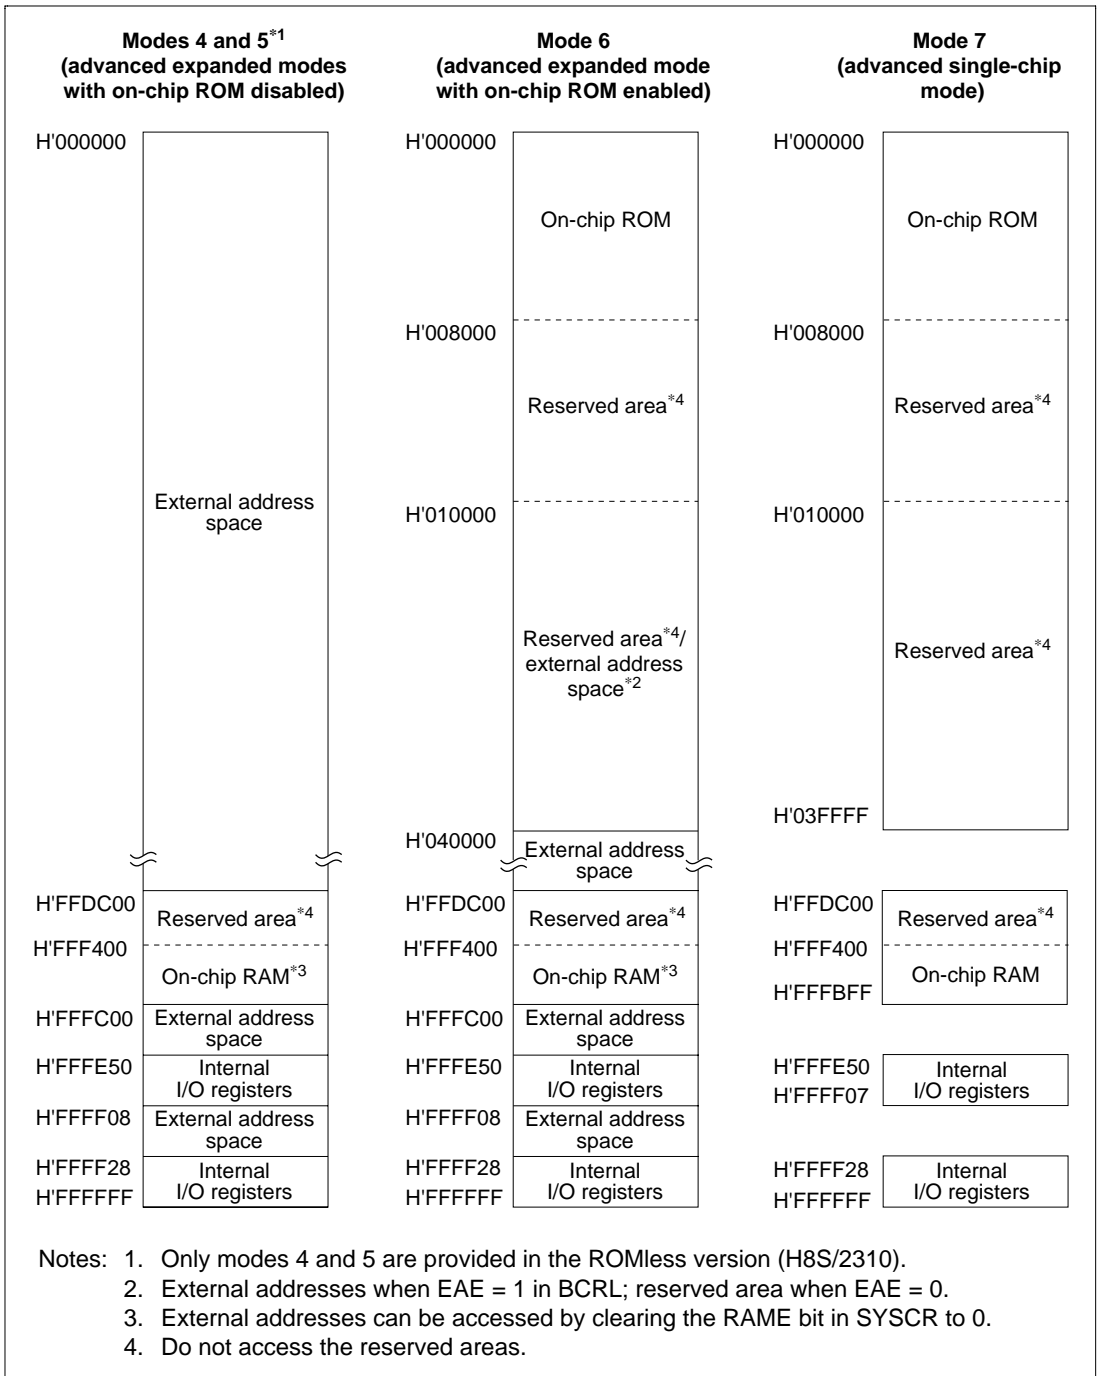 Modes 4 and 5*1
(advanced expanded modes
with on-chip ROM disabled)
H'000000
External address
space
H'FFDC00
Reserved area*4
H'FFF400
On-chip RAM*3
H'FFFC00
External address
space
H'FFFE50
Internal
I/O registers
H'FFFF08
External address
space
H'FFFF28
Internal
I/O registers
H'FFFFFF
Mode 6
(advanced expanded mode
with on-chip ROM enabled)
H'000000
On-chip ROM
H'008000
Reserved area*4
H'010000
Reserved area*4/
external address
space*2
H'040000
External address
space
H'FFDC00
Reserved area*4
H'FFF400
On-chip RAM*3
H'FFFC00
External address
space
H'FFFE50
Internal
I/O registers
H'FFFF08
External address
space
H'FFFF28
Internal
I/O registers
H'FFFFFF
Mode 7
(advanced single-chip
mode)
H'000000
On-chip ROM
H'008000
Reserved area*4
H'010000
Reserved area*4
H'03FFFF
H'FFDC00
Reserved area*4
H'FFF400
On-chip RAM
H'FFFBFF
H'FFFE50
Internal
I/O registers
H'FFFF07
H'FFFF28
Internal
I/O registers
H'FFFFFF
Notes: 1. Only modes 4 and 5 are provided in the ROMless version (H8S/2310).
2. External addresses when EAE = 1 in BCRL; reserved area when EAE = 0.
3. External addresses can be accessed by clearing the RAME bit in SYSCR to 0.
4. Do not access the reserved areas.